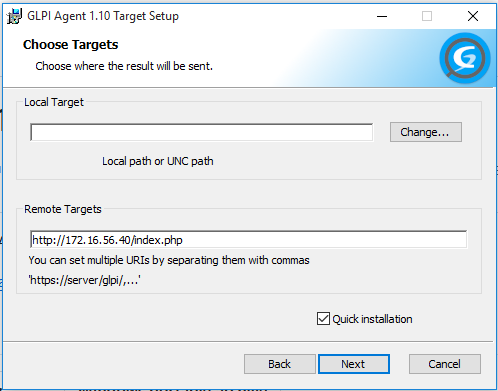 GLPI Agent 1.10 Target Setup
Choose Targets
Choose where the result will be sent.
Local Target
Change...
Local path or UNC path
Remote Targets
http://172.16.56.40/index.php
You can set multiple URIs by separating them with commas
'https://server/glpi/,...'
Quick installation
Back
Next
Cancel